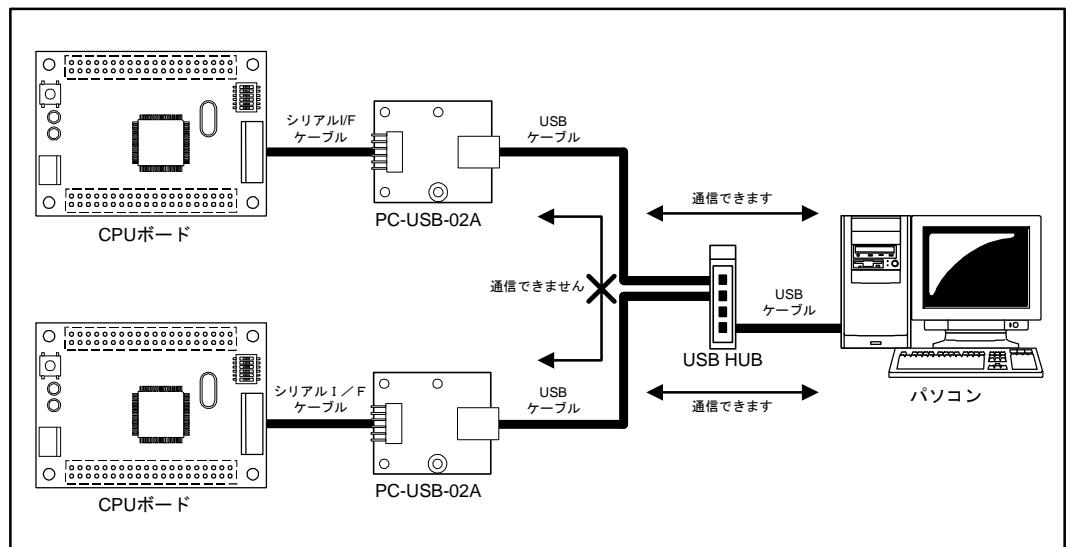 シリアルI/F
ケーブル
USB
ケーブル
CPUボード
PC-USB-02A
通信できます
通信できません
USB
ケーブル
USB HUB
パソコン
シリアルI／F
ケーブル
USB
ケーブル
通信できます
CPUボード
PC-USB-02A